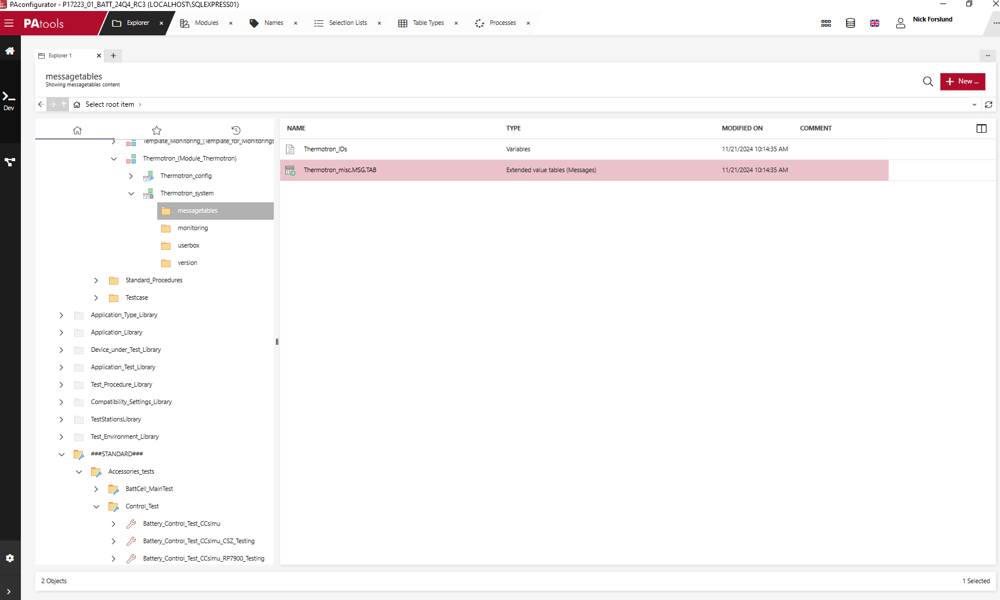 PAconfigurator - P17223_01_BATT_24Q4_RC3 (LOCALHOST\SQLEXPRESS01)
PAtools
Explorer
Modules
Names
Selection Lists
Table Types
Processes
Nick Forslund
Dev
Explorer 1
messagetables
Showing messagetables content
New ...
Select root item
Template_Monitoring_(Template_for_Monitorings
Thermotron_(Module_Thermotron)
Thermotron_config
Thermotron_system
messagetables
monitoring
userbox
version
Standard_Procedures
Testcase
Application_Type_Library
Application_Library
Device_under_Test_Library
Application_Test_Library
Test_Procedure_Library
Compatibility_Settings_Library
TestStationsLibrary
Test_Environment_Library
###STANDARD###
Accessories_tests
BattCell_MainTest
Control_Test
Battery_Control_Test_CCsimu
Battery_Control_Test_CCsimu_CSZ_Testing
Battery_Control_Test_CCsimu_RP7900_Testing
NAME TYPE MODIFIED ON COMMENT
Thermotron_IDs Variables 11/21/2024 10:14:35 AM
Thermotron_misc.MSG.TAB Extended value tables (Messages) 11/21/2024 10:14:35 AM
2 Objects
1 Selected